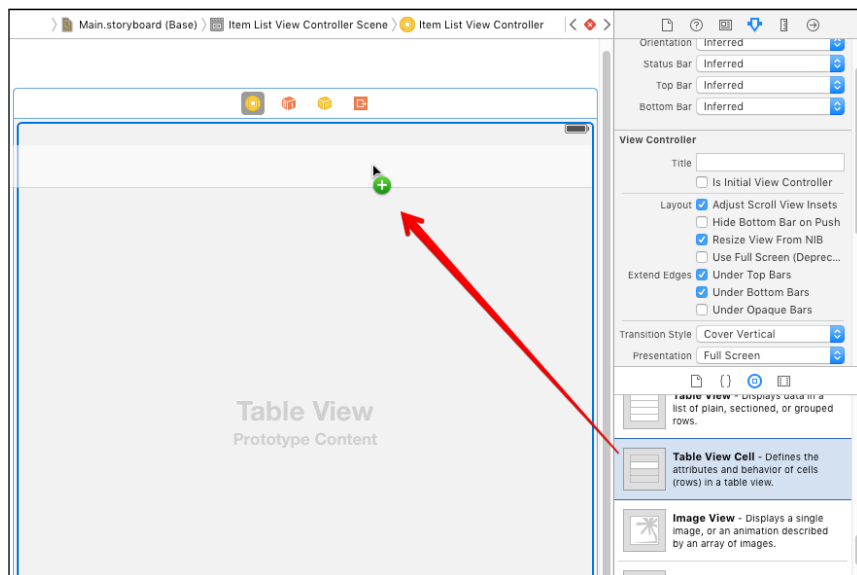 Main.storyboard (Base)
Item List View Controller Scene
Item List View Controller
Orientation Inferred
Status Bar Inferred
Top Bar Inferred
Bottom Bar Inferred
View Controller
Title
Is Initial View Controller
Layout Adjust Scroll View Insets
Hide Bottom Bar on Push
Resize View From NIB
Use Full Screen (Deprec...
Extend Edges Under Top Bars
Under Bottom Bars
Under Opaque Bars
Transition Style Cover Vertical
Presentation Full Screen
Table View
Prototype Content
Table View - Displays data in a
list of plain, sectioned, or grouped
rows.
Table View Cell - Defines the
attributes and behavior of cells
(rows) in a table view.
Image View - Displays a single
image, or an animation described
by an array of images.